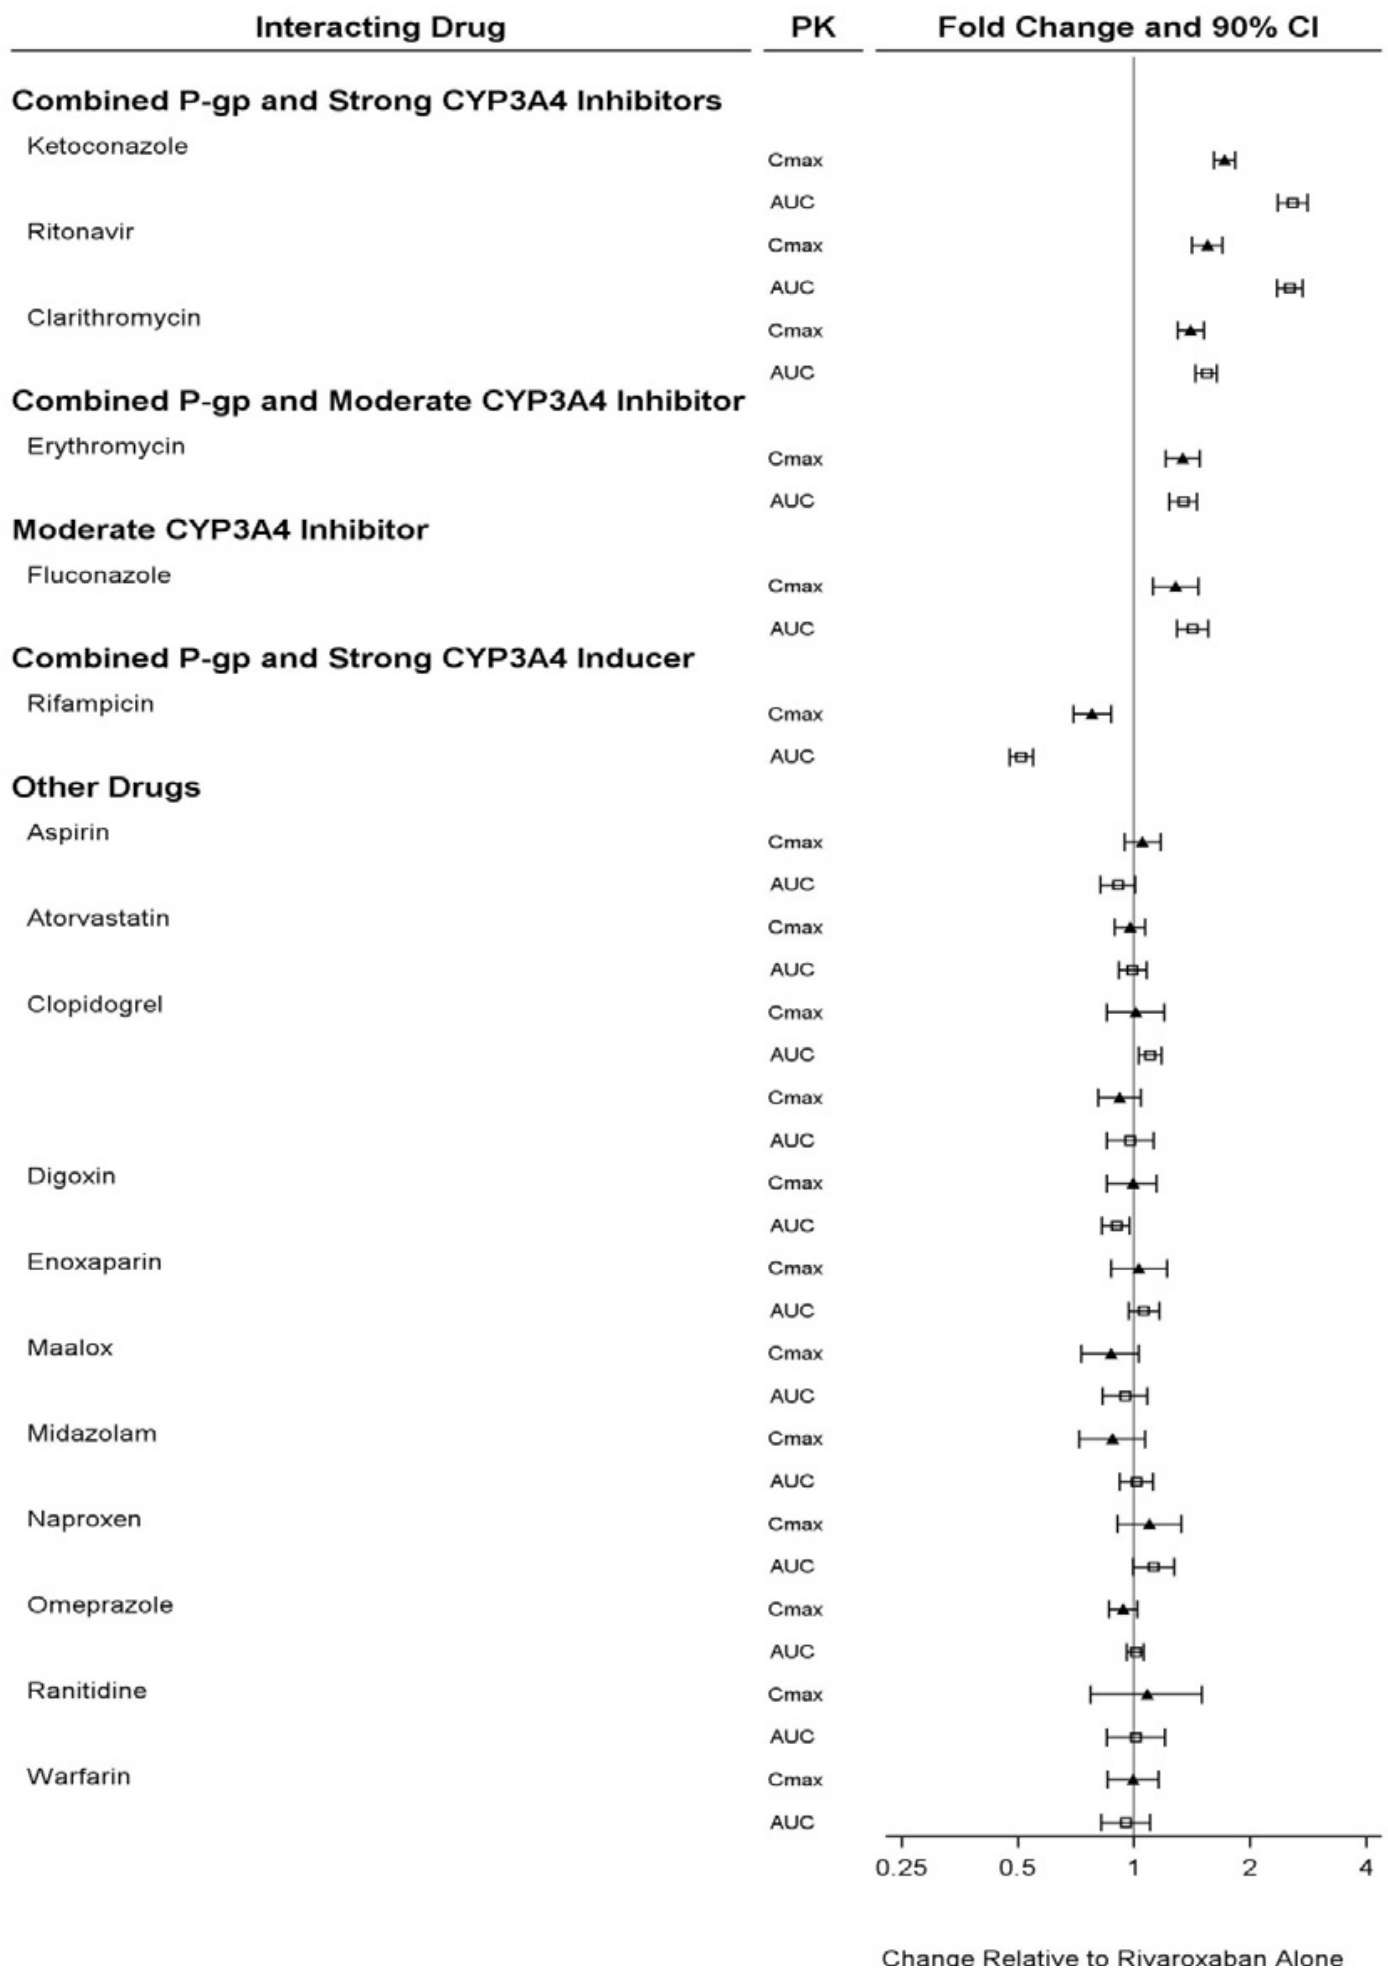 Interacting Drug PK Fold Change and 90% CI
Combined P-gp and Strong CYP3A4 Inhibitors
Ketoconazole
Cmax
AUC
Ritonavir
Cmax
AUC
Clarithromycin
Cmax
AUC
Combined P-gp and Moderate CYP3A4 Inhibitor
Erythromycin
Cmax
AUC
Moderate CYP3A4 Inhibitor
Fluconazole
Cmax
AUC
Combined P-gp and Strong CYP3A4 Inducer
Rifampicin
Cmax
AUC
Other Drugs
Aspirin
Cmax
AUC
Atorvastatin
Cmax
AUC
Clopidogrel
Cmax
AUC
Cmax
AUC
Digoxin
Cmax
AUC
Enoxaparin
Cmax
AUC
Maalox
Cmax
AUC
Midazolam
Cmax
AUC
Naproxen
Cmax
AUC
Omeprazole
Cmax
AUC
Ranitidine
Cmax
AUC
Warfarin
Cmax
AUC
0.25 0.5 1 2 4
Change Relative to Rivaroxaban Alone